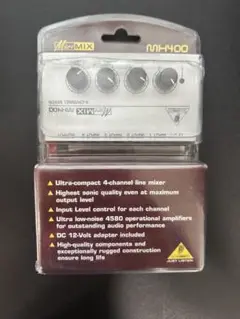 MicroMIX
MX400
Ultra-compact 4-channel line mixer
Highest sonic quality even at maximum
output level
Input Level control for each channel
Ultra low-noise 4580 operational amplifiers
for outstanding audio performance
DC 12-Volt adapter included
High-quality components and
exceptionally rugged construction
ensure long life
JUST LISTEN.